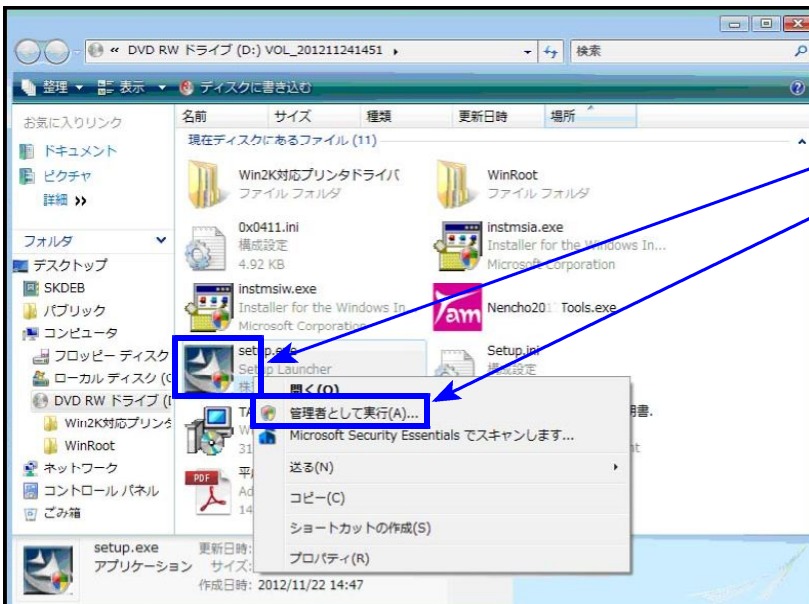 « DVD RW ドライブ (D:) VOL_201211241451
検索
整理 表示 ディスクに書き込む
お気に入りリンク
ドキュメント
ピクチャ
詳細 »
フォルダ
デスクトップ
SKDEB
パブリック
コンピュータ
フロッピー ディスク
ローカル ディスク (C
DVD RW ドライブ (
Win2K対応プリンタ
WinRoot
ネットワーク
コントロール パネル
ごみ箱
名前 サイズ 種類 更新日時 場所
現在ディスクにあるファイル (11)
Win2K対応プリンタドライバ
ファイル フォルダ
WinRoot
ファイル フォルダ
0x0411.ini
構成設定
4.92 KB
instmsia.exe
Installer for the Windows In...
Microsoft Corporation
instmsiw.exe
Installer for the Windows In
Microsoft Corporation
Tam
Nencho201 Tools.exe
setup.exe
Setup Launcher
株
Setup.ini
構成設定
TA
W
31
明書.
nt
PDF
平
Ad
14
開く(O)
管理者として実行(A)...
Microsoft Security Essentials でスキャンします...
送る(N)
コピー(C)
ショートカットの作成(S)
プロパティ(R)
setup.exe
アプリケーション
更新日時:
サイズ:
作成日時: 2012/11/22 14:47